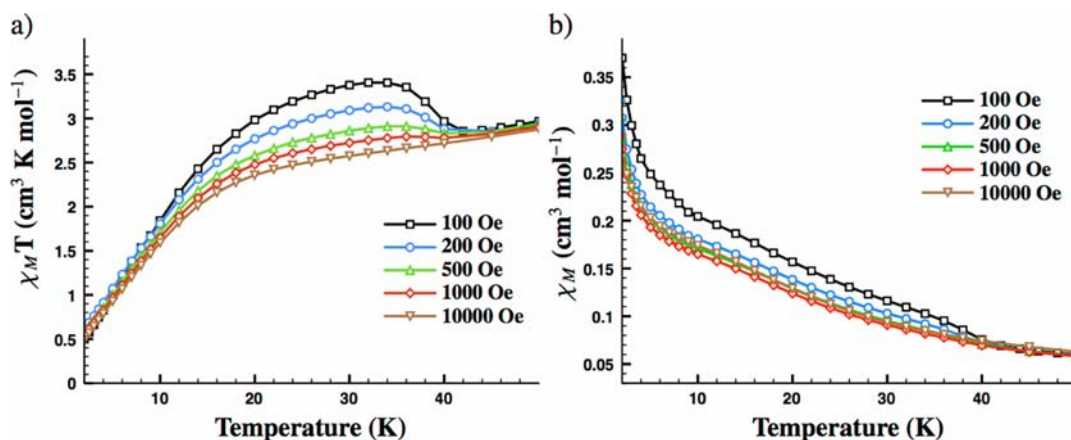 a)
χ_M T (cm³ K mol⁻¹)
3.5
3
2.5
2
1.5
1
0.5
0
10
20
30
40
Temperature (K)
100 Oe
200 Oe
500 Oe
1000 Oe
10000 Oe
b)
χ_M (cm³ mol⁻¹)
0.35
0.3
0.25
0.2
0.15
0.1
0.05
10
20
30
40
Temperature (K)
100 Oe
200 Oe
500 Oe
1000 Oe
10000 Oe